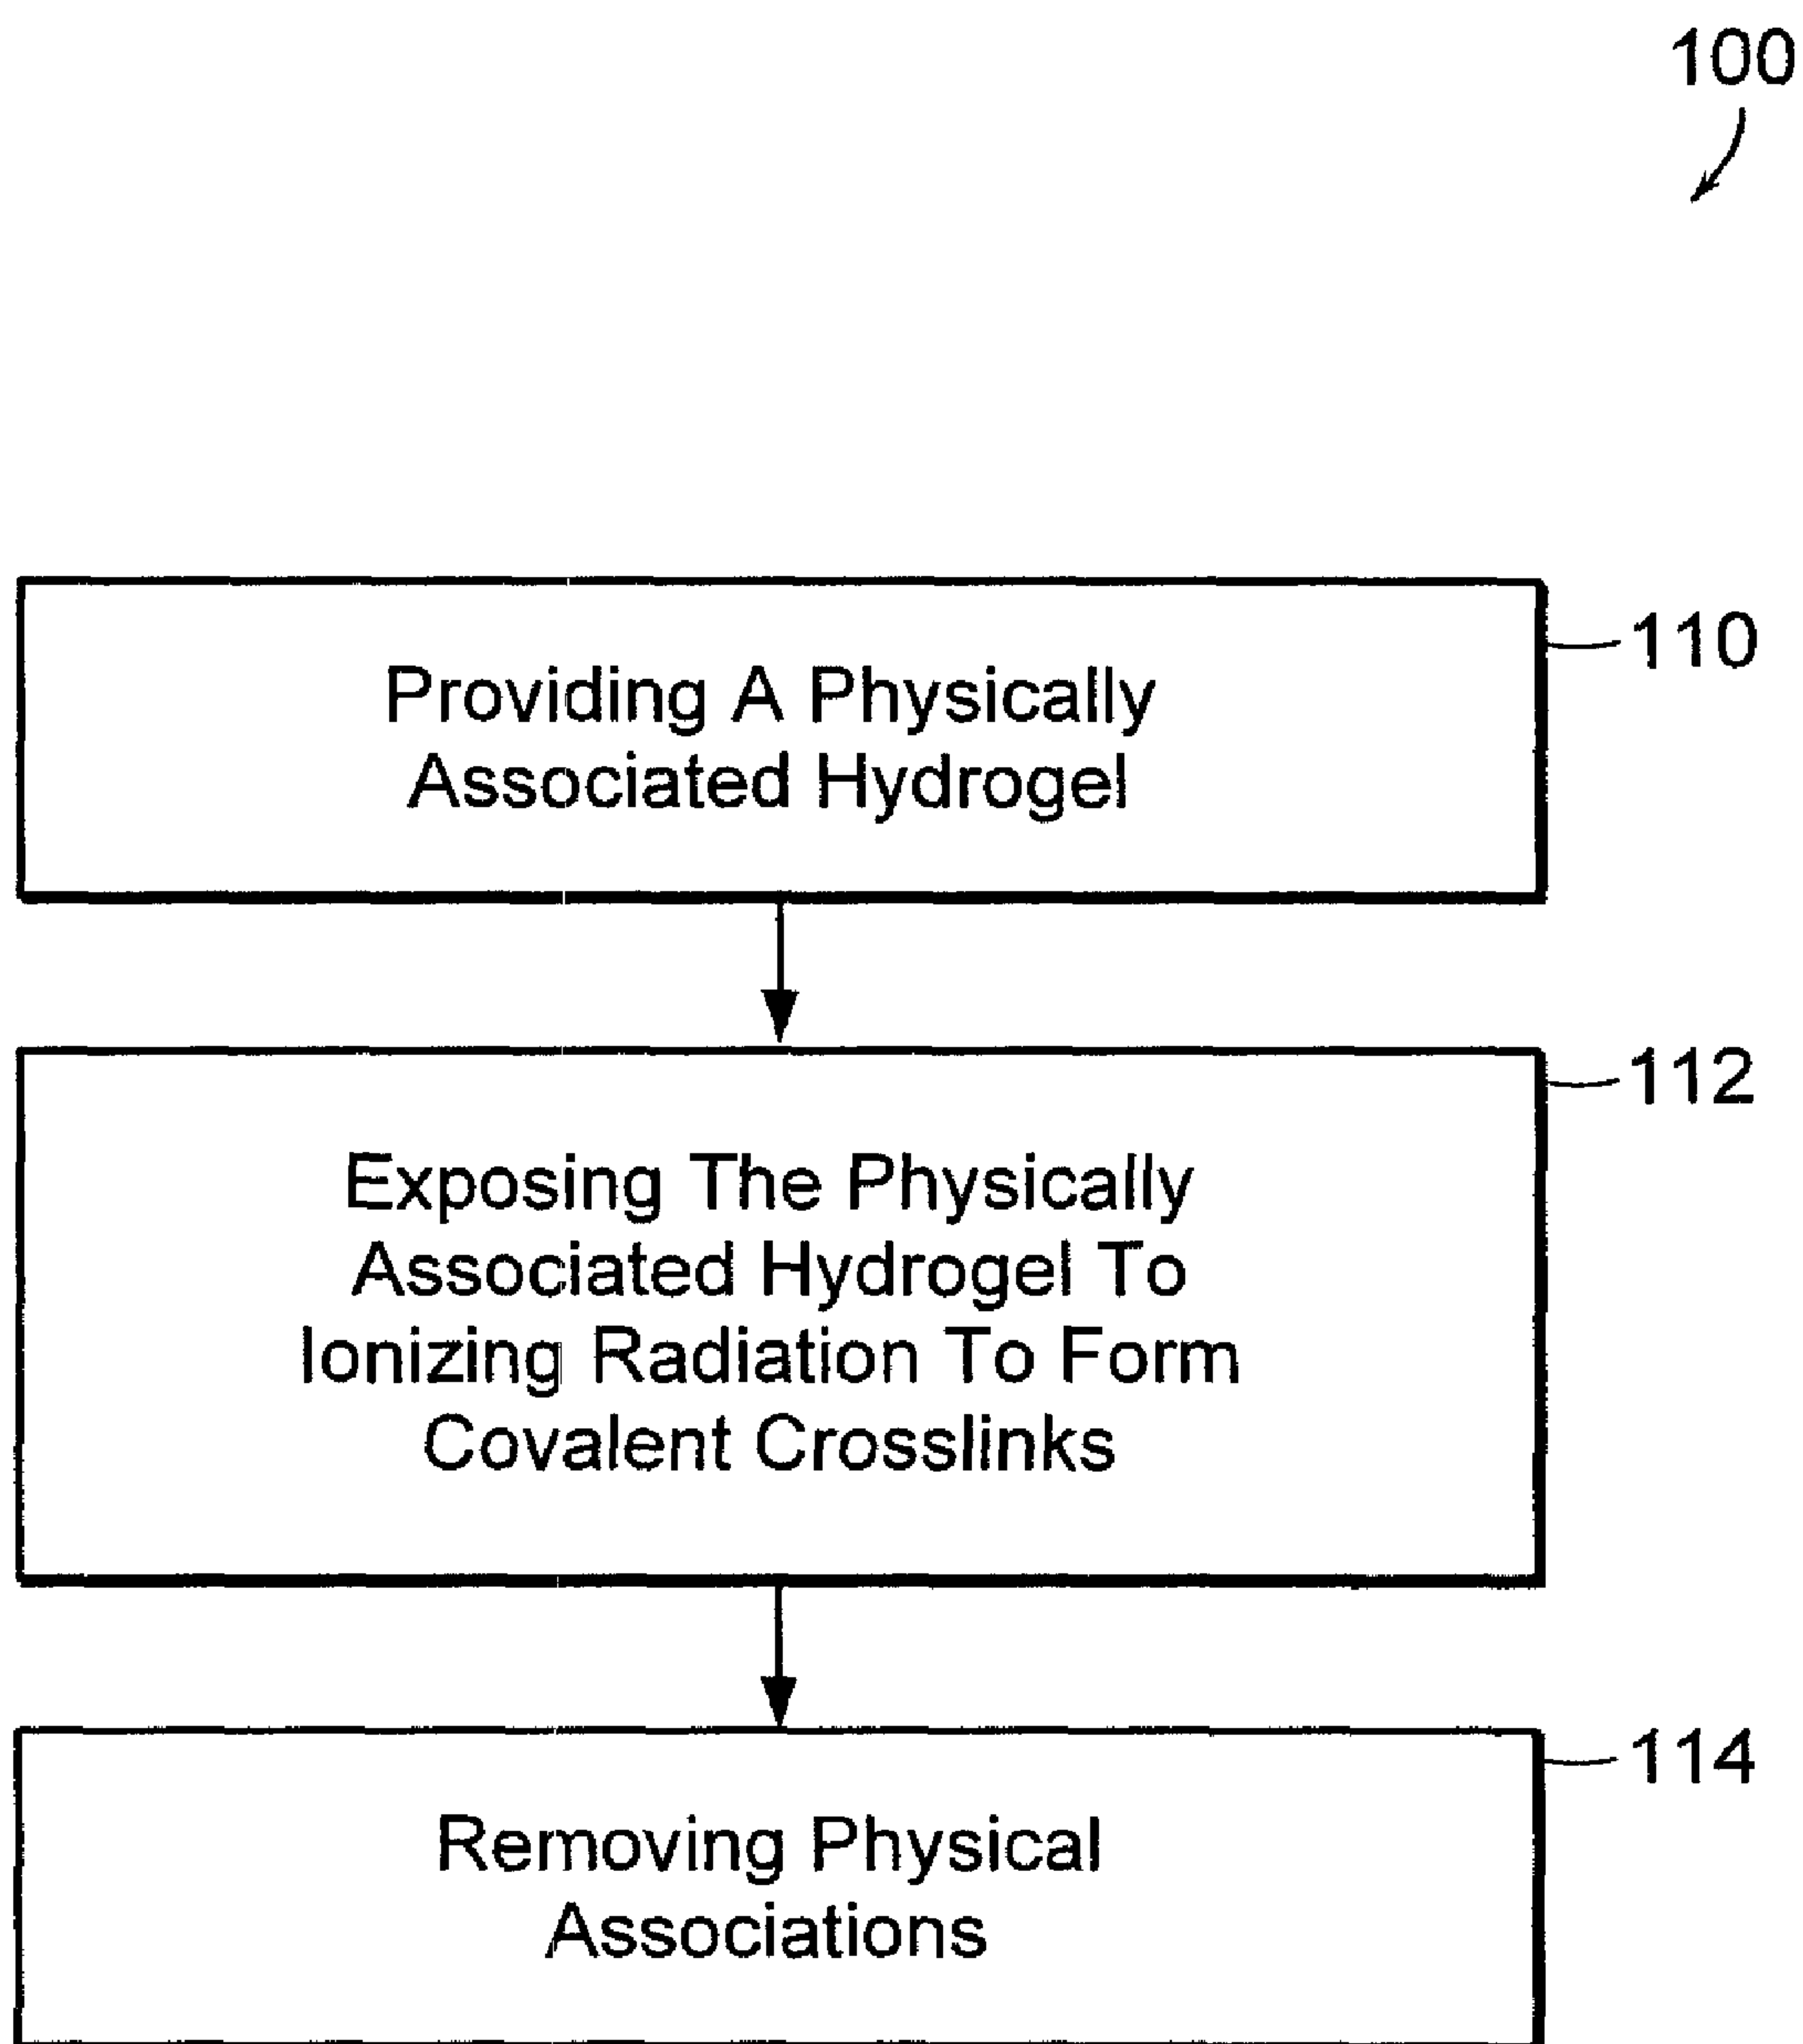 100
Providing A Physically
Associated Hydrogel
110
Exposing The Physically
Associated Hydrogel To
Ionizing Radiation To Form
Covalent Crosslinks
112
Removing Physical
Associations
114